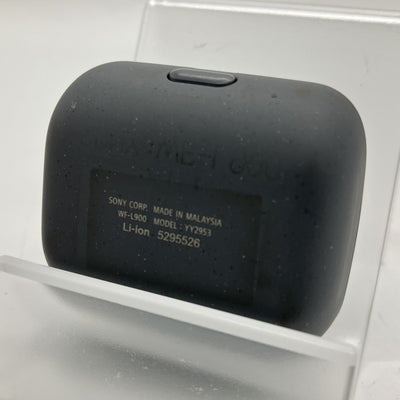 SONY CORP. MADE IN MALAYSIA
WF-L900 MODEL : YY2953
Li-ion 5295526